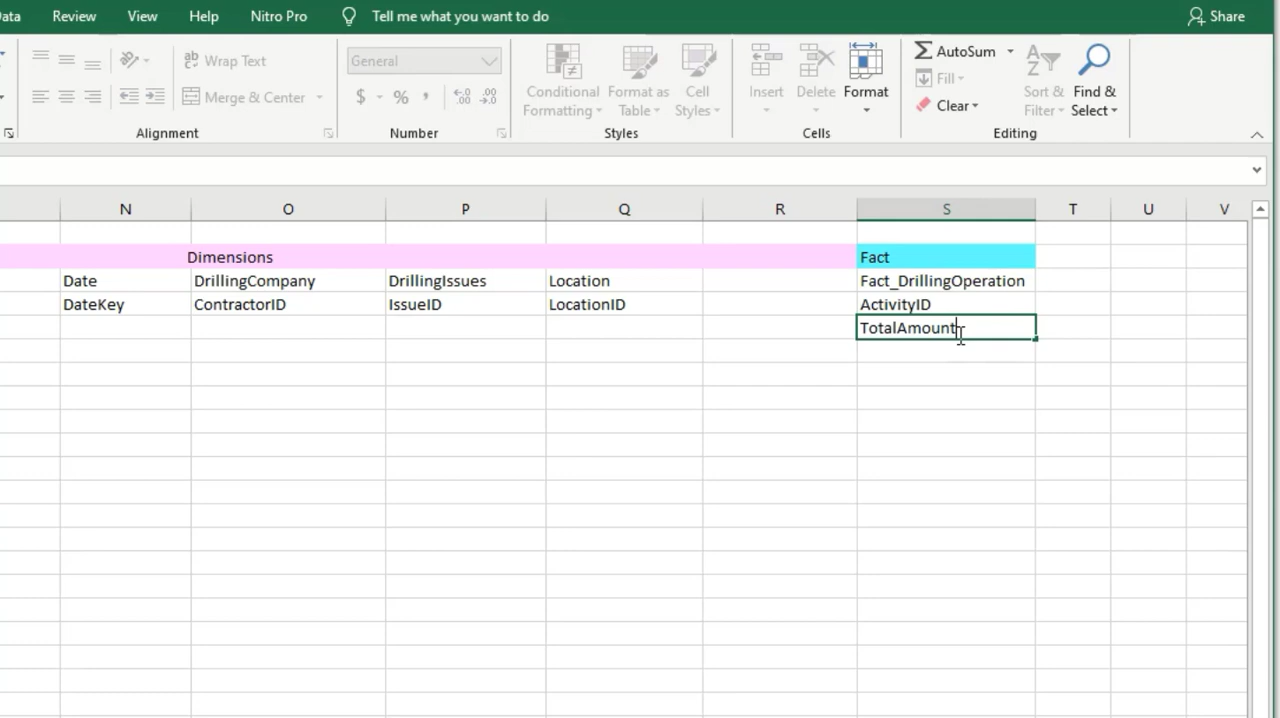 Data Review View Help Nitro Pro Tell me what you want to do Share
ab Wrap Text General AutoSum
Conditional Formatting Format as Table Cell Styles Insert Delete Format Fill Sort & Filter Find & Select
Merge & Center $ % , .00 Clear
Alignment Number Styles Cells Editing
N O P Q R S T U V
Dimensions Fact
Date DrillingCompany DrillingIssues Location Fact_DrillingOperation
DateKey ContractorID IssueID LocationID ActivityID
TotalAmount